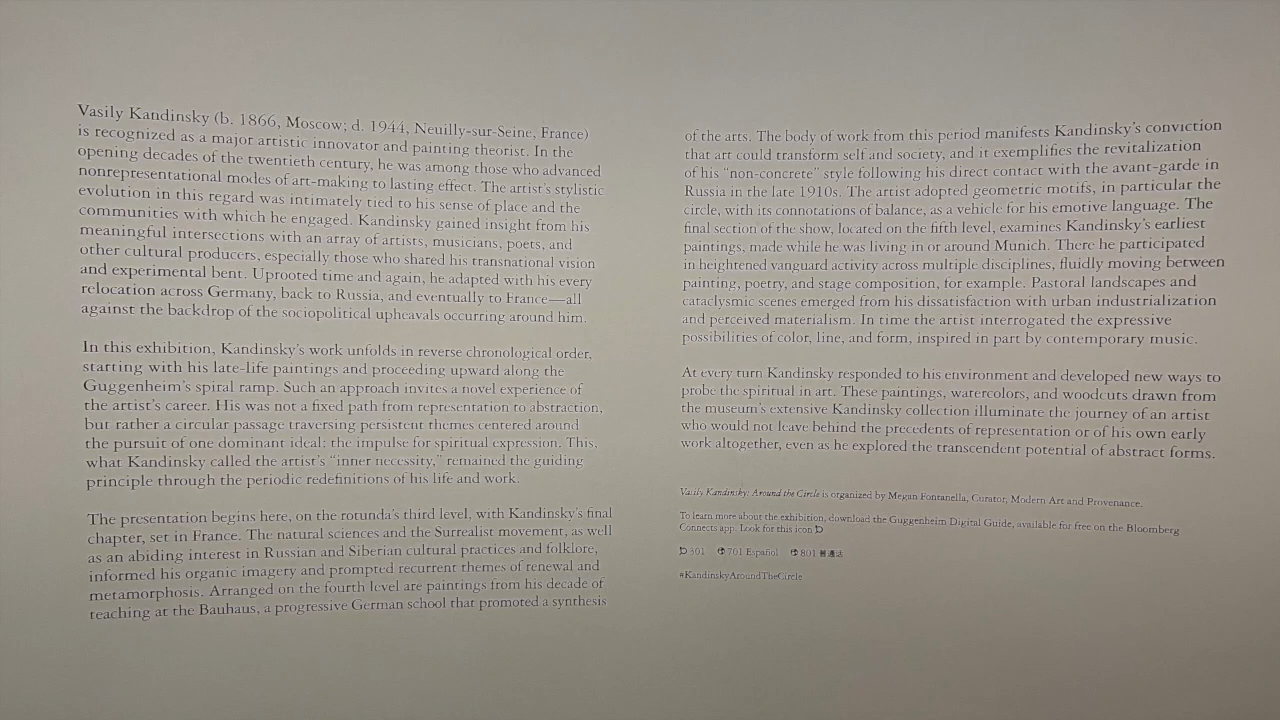 Vasily Kandinsky (b. 1866, Moscow; d. 1944, Neuilly-sur-Seine, France)
is recognized as a major artistic innovator and painting theorist. In the
opening decades of the twentieth century, he was among those who advanced
nonrepresentational modes of art-making to lasting effect. The artist's stylistic
evolution in this regard was intimately tied to his sense of place and the
communities with which he engaged. Kandinsky gained insight from his
meaningful intersections with an array of artists, musicians, poets, and
other cultural producers, especially those who shared his transnational vision
and experimental bent. Uprooted time and again, he adapted with his every
relocation across Germany, back to Russia, and eventually to France—all
against the backdrop of the sociopolitical upheavals occurring around him.
In this exhibition, Kandinsky's work unfolds in reverse chronological order,
starting with his late-life paintings and proceeding upward along the
Guggenheim's spiral ramp. Such an approach invites a novel experience of
the artist's career. His was not a fixed path from representation to abstraction,
but rather a circular passage traversing persistent themes centered around
the pursuit of one dominant ideal: the impulse for spiritual expression. This,
what Kandinsky called the artist's "inner necessity," remained the guiding
principle through the periodic redefinitions of his life and work.
The presentation begins here, on the rotunda's third level, with Kandinsky's final
chapter, set in France. The natural sciences and the Surrealist movement, as well
as an abiding interest in Russian and Siberian cultural practices and folklore,
informed his organic imagery and prompted recurrent themes of renewal and
metamorphosis. Arranged on the fourth level are paintings from his decade of
teaching at the Bauhaus, a progressive German school that promoted a synthesis
of the arts. The body of work from this period manifests Kandinsky's conviction
that art could transform self and society, and it exemplifies the revitalization
of his "non-concrete" style following his direct contact with the avant-garde in
Russia in the late 1910s. The artist adopted geometric motifs, in particular the
circle, with its connotations of balance, as a vehicle for his emotive language. The
final section of the show, located on the fifth level, examines Kandinsky's earliest
paintings, made while he was living in or around Munich. There he participated
in heightened vanguard activity across multiple disciplines, fluidly moving between
painting, poetry, and stage composition, for example. Pastoral landscapes and
cataclysmic scenes emerged from his dissatisfaction with urban industrialization
and perceived materialism. In time the artist interrogated the expressive
possibilities of color, line, and form, inspired in part by contemporary music.
At every turn Kandinsky responded to his environment and developed new ways to
probe the spiritual in art. These paintings, watercolors, and woodcuts drawn from
the museum's extensive Kandinsky collection illuminate the journey of an artist
who would not leave behind the precedents of representation or of his own early
work altogether, even as he explored the transcendent potential of abstract forms.
Vasily Kandinsky: Around the Circle is organized by Megan Fontanella, Curator, Modern Art and Provenance.
To learn more about the exhibition, download the Guggenheim Digital Guide, available for free on the Bloomberg
Connects app. Look for this icon
301 701 Español 801 普通话
#KandinskyAroundTheCircle